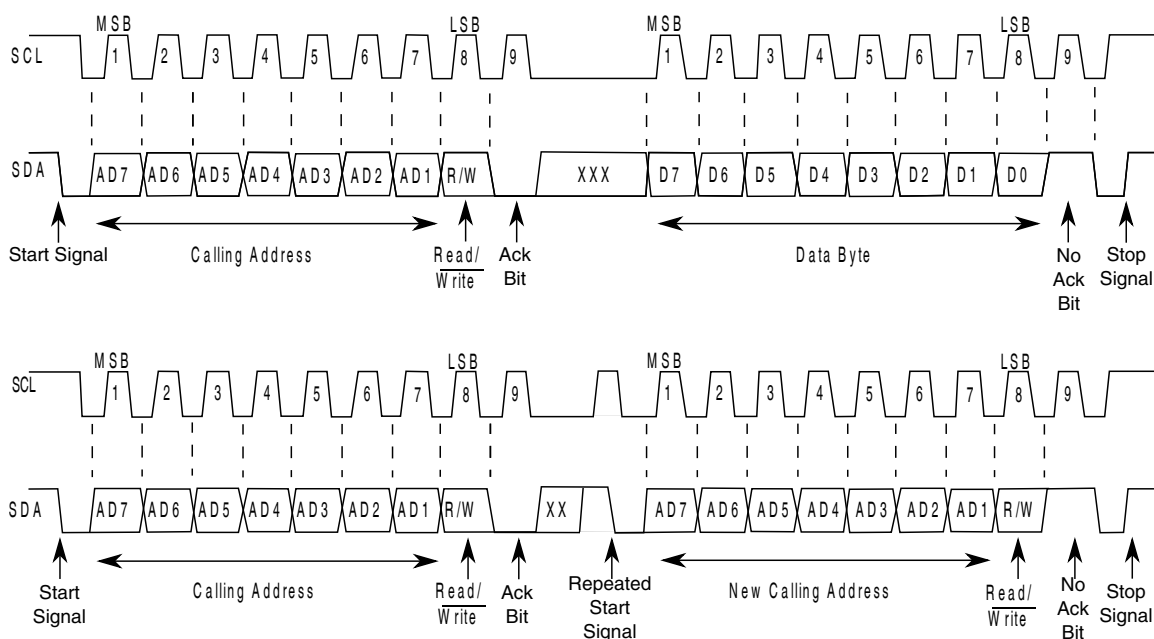 MSB LSB MSB LSB
SCL 1 2 3 4 5 6 7 8 9 1 2 3 4 5 6 7 8 9
SDA AD7 AD6 AD5 AD4 AD3 AD2 AD1 R/W XXX D7 D6 D5 D4 D3 D2 D1 D0
Start Signal Calling Address Read/ Ack Data Byte No Stop
Write Bit Ack Signal
Bit
MSB LSB MSB LSB
SCL 1 2 3 4 5 6 7 8 9 1 2 3 4 5 6 7 8 9
SDA AD7 AD6 AD5 AD4 AD3 AD2 AD1 R/W XX AD7 AD6 AD5 AD4 AD3 AD2 AD1 R/W
Start Calling Address Read/ Ack Repeated New Calling Address Read/ No Stop
Signal Write Bit Start Write Ack Signal
Signal Bit